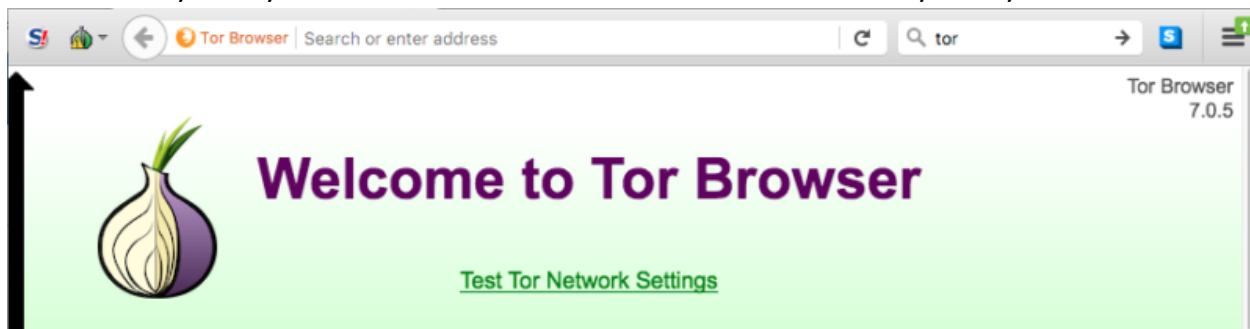 Tor Browser Search or enter address tor
Tor Browser
7.0.5
Welcome to Tor Browser
Test Tor Network Settings